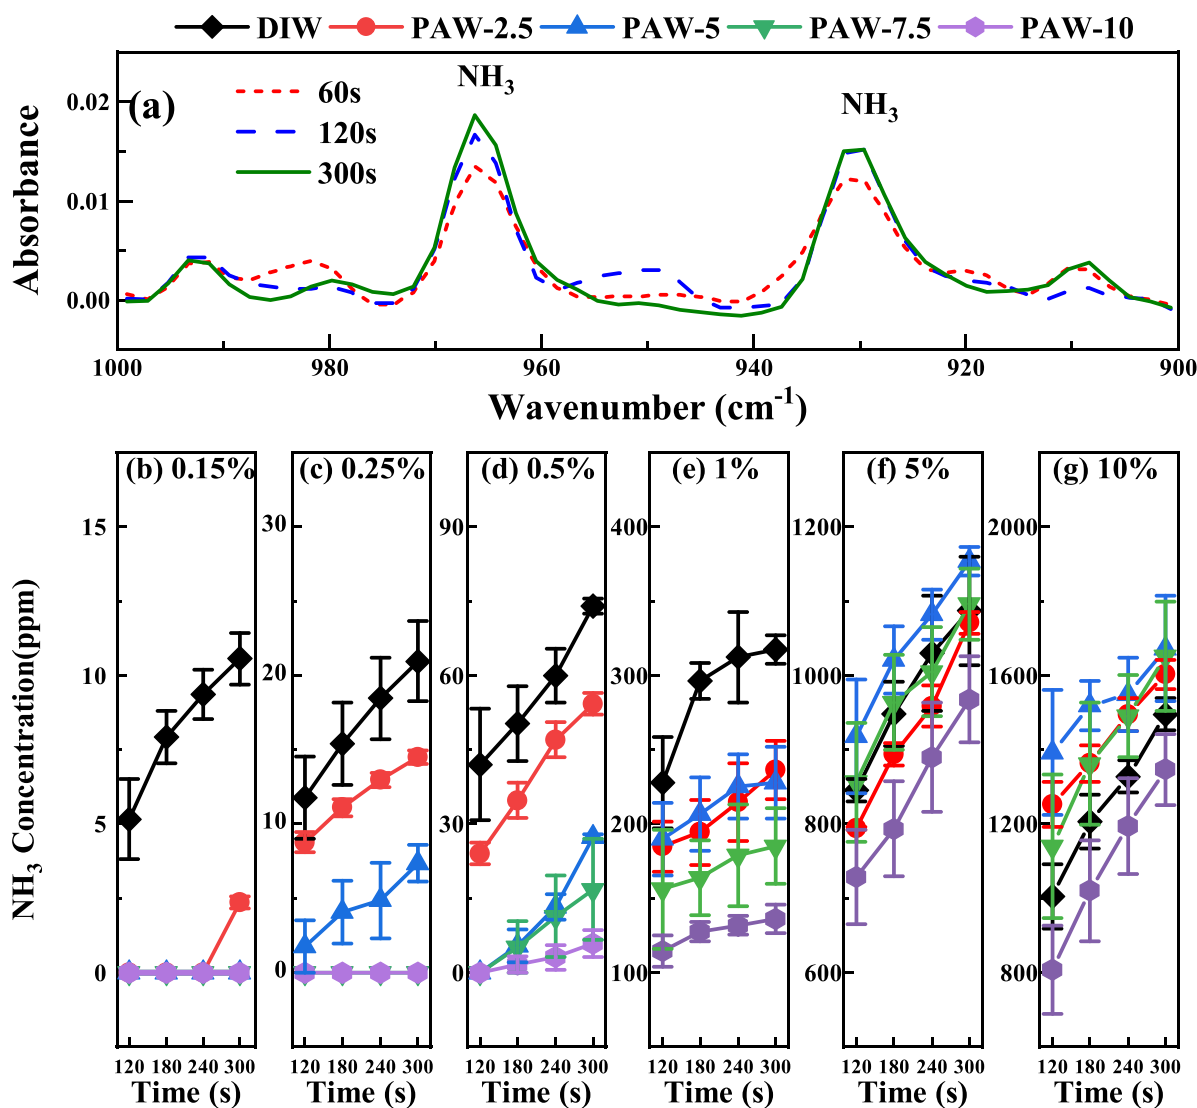 DIW PAW-2.5 PAW-5 PAW-7.5 PAW-10
(a)
60s
120s
300s
NH3
NH3
0.02
0.01
0.00
Absorbance
1000 980 960 940 920 900
Wavenumber (cm-1)
(b) 0.15% (c) 0.25% (d) 0.5% (e) 1% (f) 5% (g) 10%
15 30 90 400 1200 2000
10 20 60 300 1000 1600
5 10 30 200 800 1200
0 0 0 100 600 800
NH3 Concentration(ppm)
120 180 240 300 120 180 240 300 120 180 240 300 120 180 240 300 120 180 240 300 120 180 240 300
Time (s) Time (s) Time (s) Time (s) Time (s) Time (s)